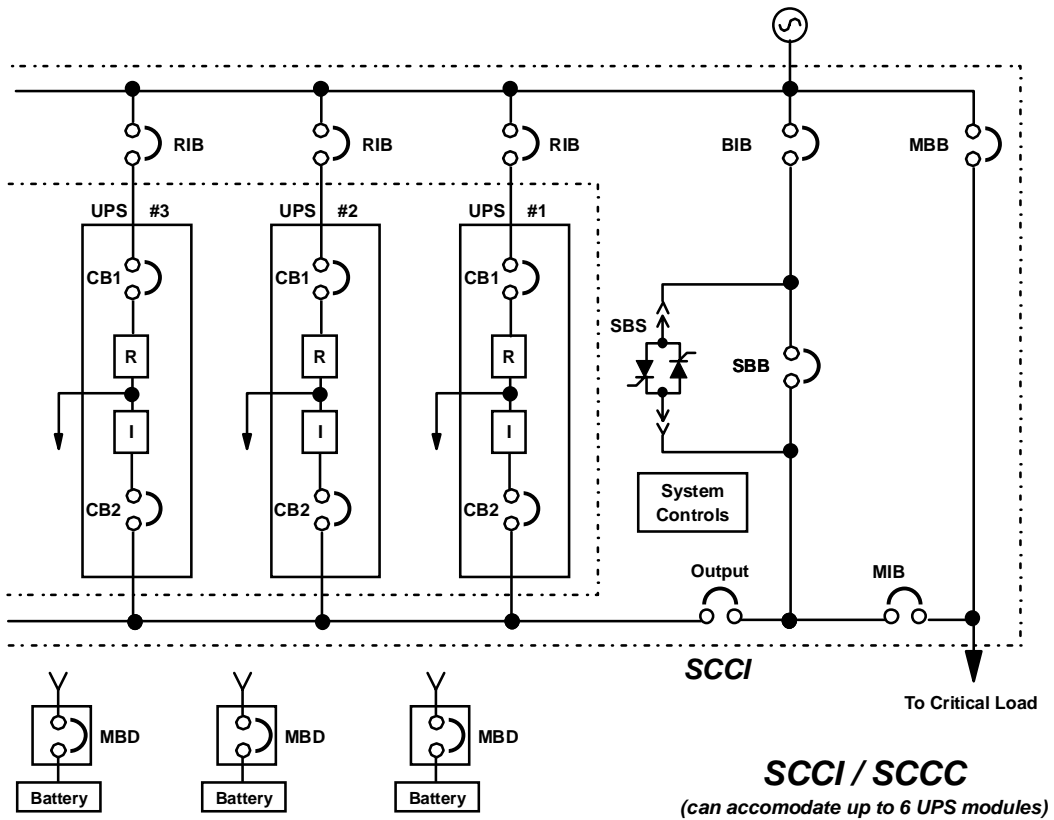 RIB
RIB
RIB
BIB
MBB
UPS #3
UPS #2
UPS #1
CB1
CB1
CB1
SBS
R
R
R
SBB
I
I
I
CB2
CB2
CB2
System
Controls
Output
MIB
SCCI
To Critical Load
MBD
MBD
MBD
Battery
Battery
Battery
SCCI / SCCC
(can accomodate up to 6 UPS modules)